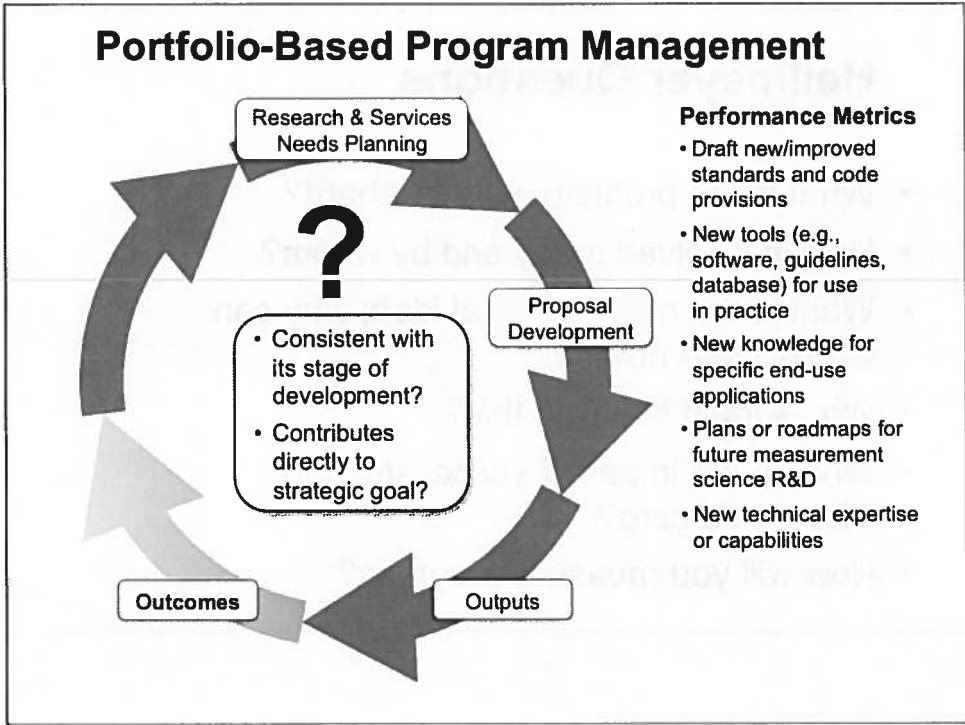 Portfolio-Based Program Management
Research & Services
Needs Planning
?
• Consistent with
its stage of
development?
• Contributes
directly to
strategic goal?
Proposal
Development
Outputs
Outcomes
Performance Metrics
• Draft new/improved
standards and code
provisions
• New tools (e.g.,
software, guidelines,
database) for use
in practice
• New knowledge for
specific end-use
applications
• Plans or roadmaps for
future measurement
science R&D
• New technical expertise
or capabilities